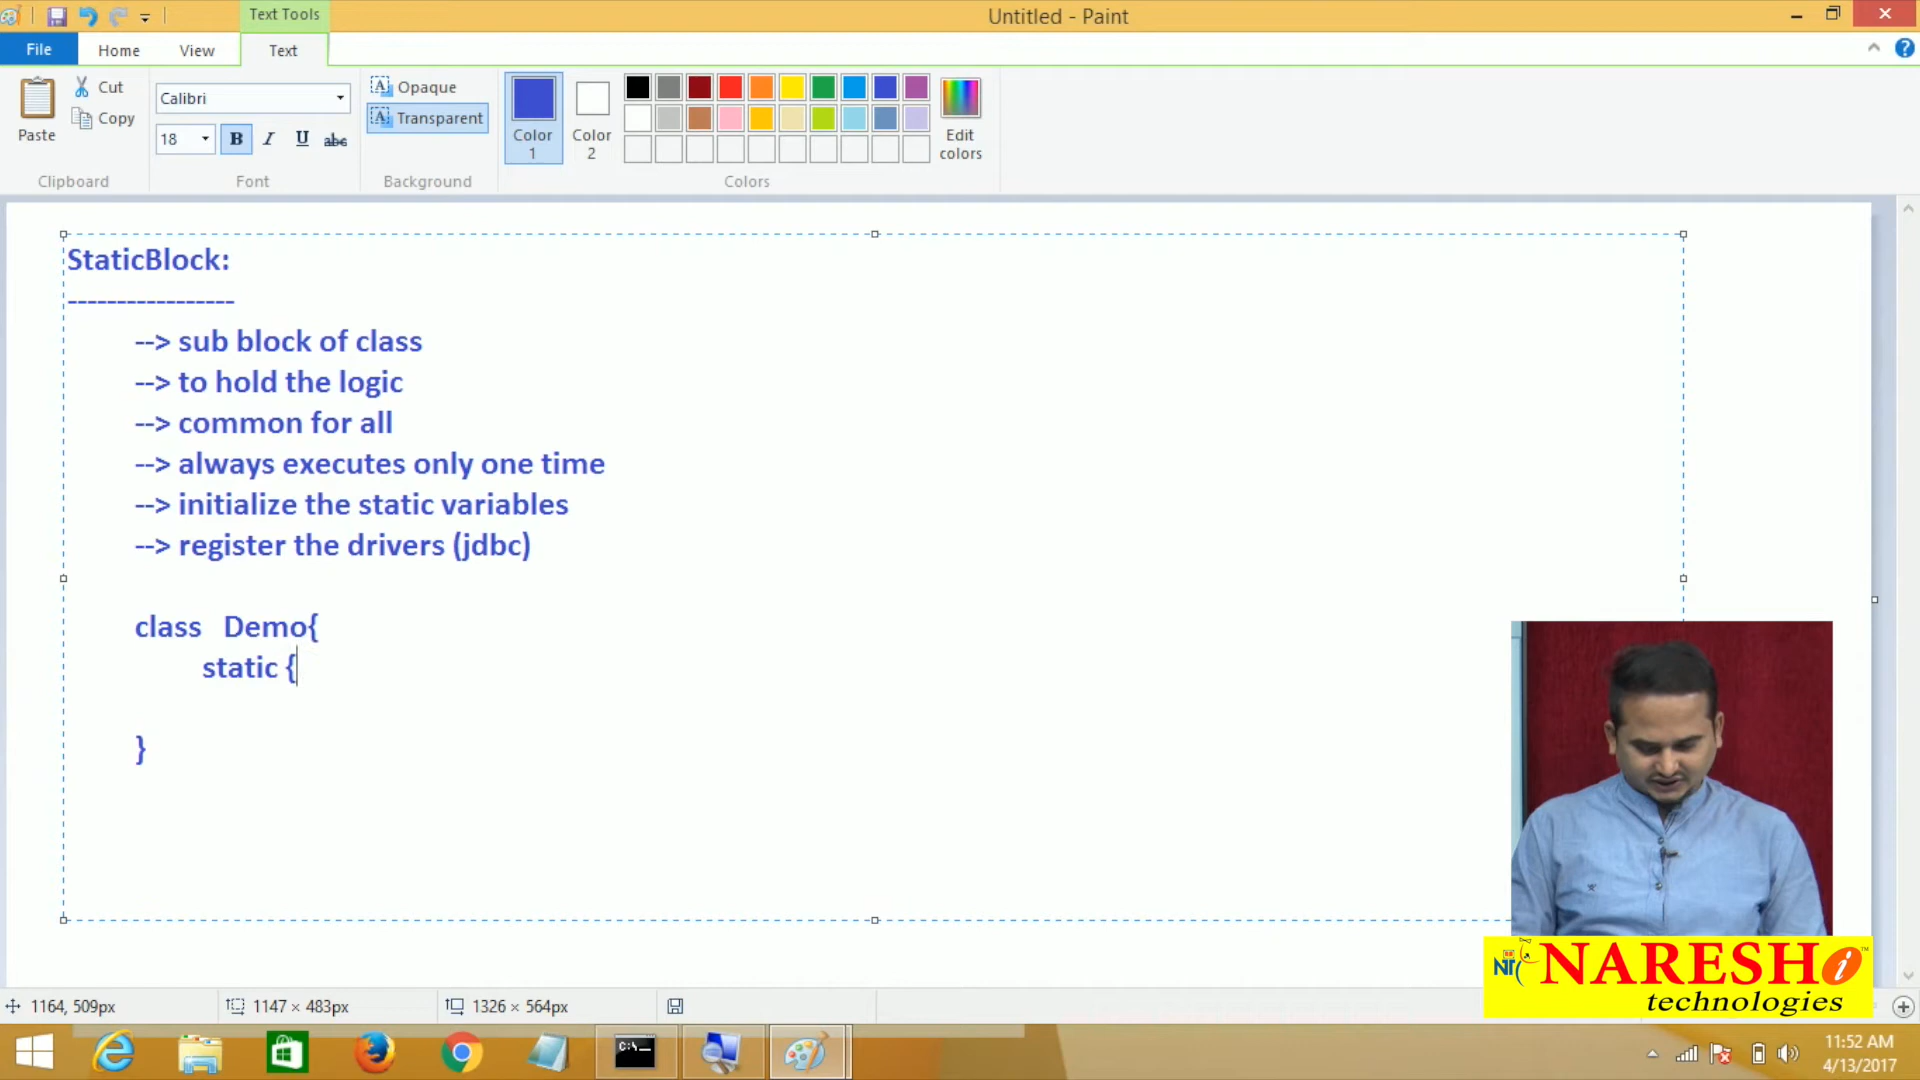 Text Tools
Untitled - Paint
File
Home
View
Text
Paste
Cut
Copy
Clipboard
Calibri
18
B
I
U
abc
Font
Opaque
Transparent
Background
Color
1
Color
2
Edit
colors
Colors
StaticBlock:
-----------------
--> sub block of class
--> to hold the logic
--> common for all
--> always executes only one time
--> initialize the static variables
--> register the drivers (jdbc)
class Demo{
static {
}
NARESH i
technologies
1164, 509px
1147 × 483px
1326 × 564px
11:52 AM
4/13/2017